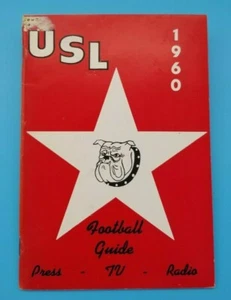 USL
1960
Football
Guide
Press - TV - Radio